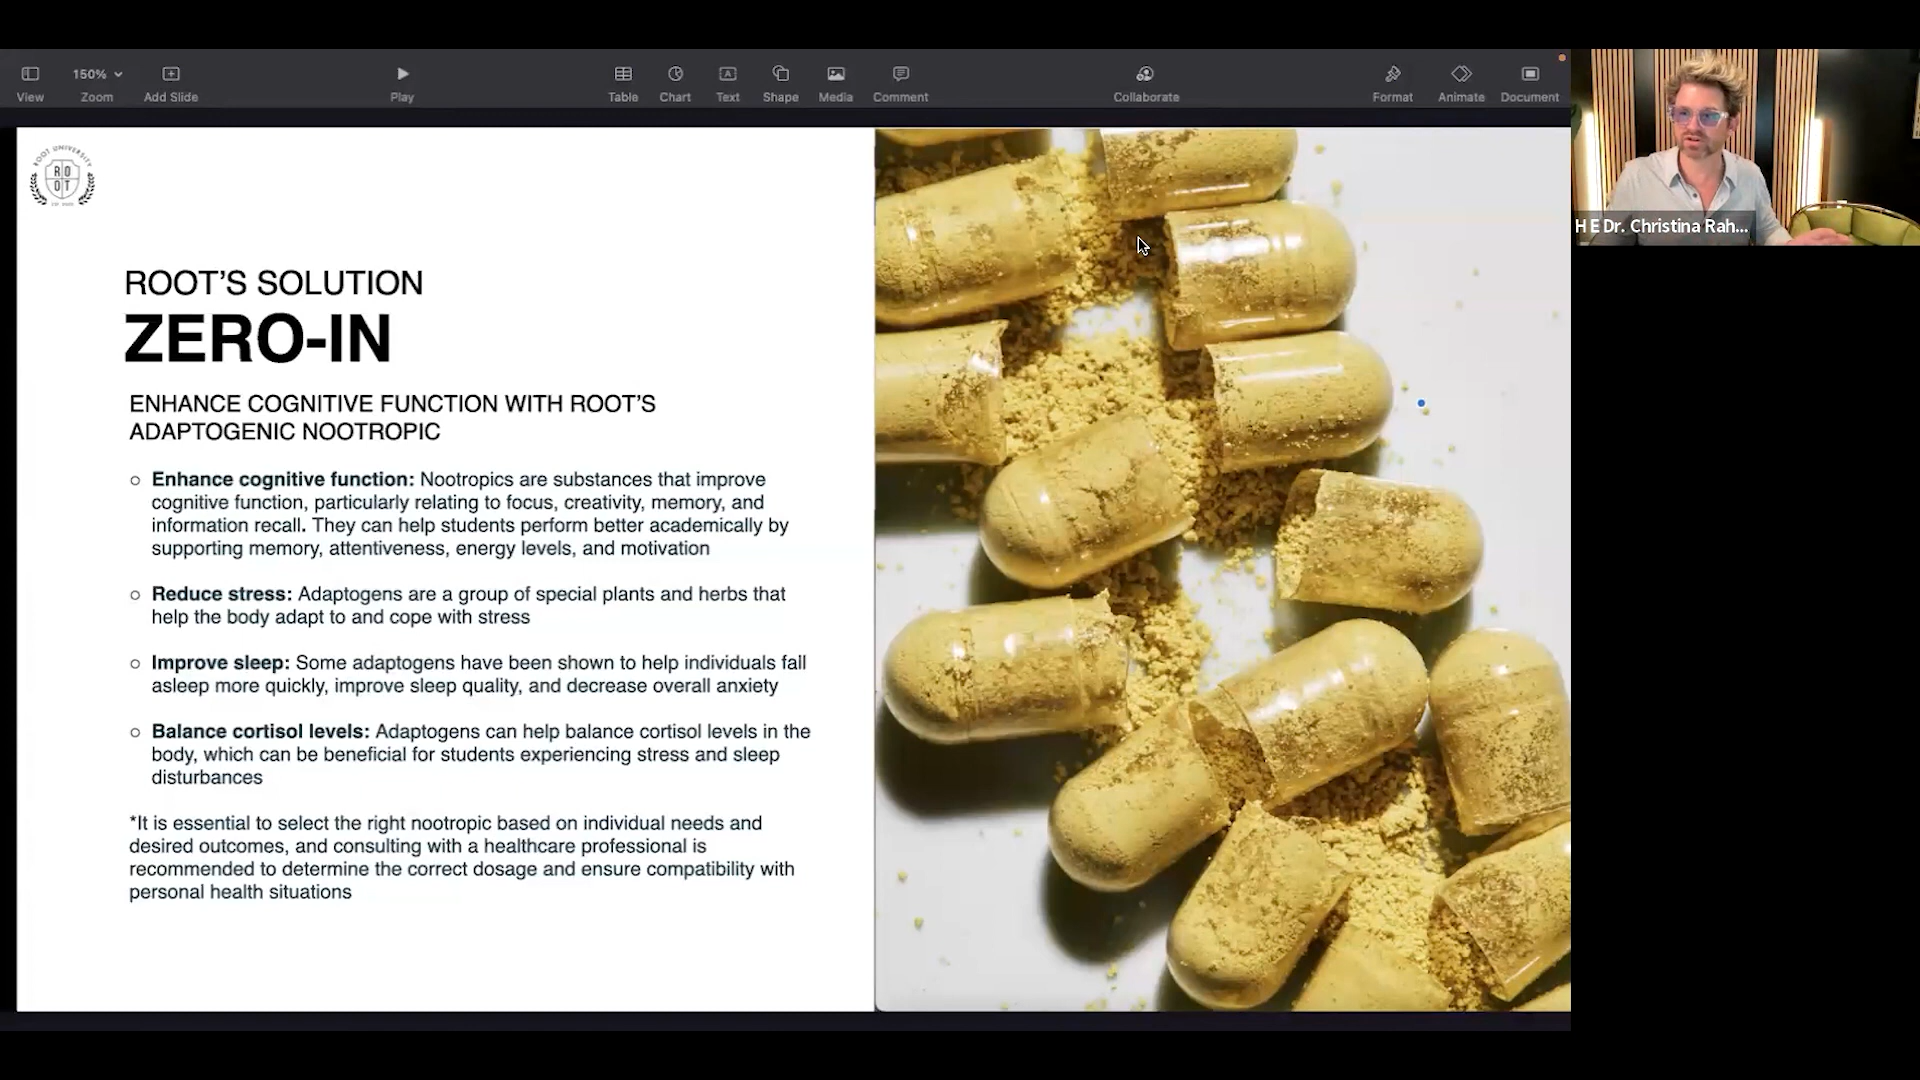 View
150%
Zoom
Add Slide
Play
Table
Chart
Text
Shape
Media
Comment
Collaborate
Format
Animate
Document
H E Dr. Christina Rah...
ROOT UNIVERSITY
RO
OT
ROOT'S SOLUTION
ZERO-IN
ENHANCE COGNITIVE FUNCTION WITH ROOT'S
ADAPTOGENIC NOOTROPIC
Enhance cognitive function: Nootropics are substances that improve
cognitive function, particularly relating to focus, creativity, memory, and
information recall. They can help students perform better academically by
supporting memory, attentiveness, energy levels, and motivation
Reduce stress: Adaptogens are a group of special plants and herbs that
help the body adapt to and cope with stress
Improve sleep: Some adaptogens have been shown to help individuals fall
asleep more quickly, improve sleep quality, and decrease overall anxiety
Balance cortisol levels: Adaptogens can help balance cortisol levels in the
body, which can be beneficial for students experiencing stress and sleep
disturbances
*It is essential to select the right nootropic based on individual needs and
desired outcomes, and consulting with a healthcare professional is
recommended to determine the correct dosage and ensure compatibility with
personal health situations